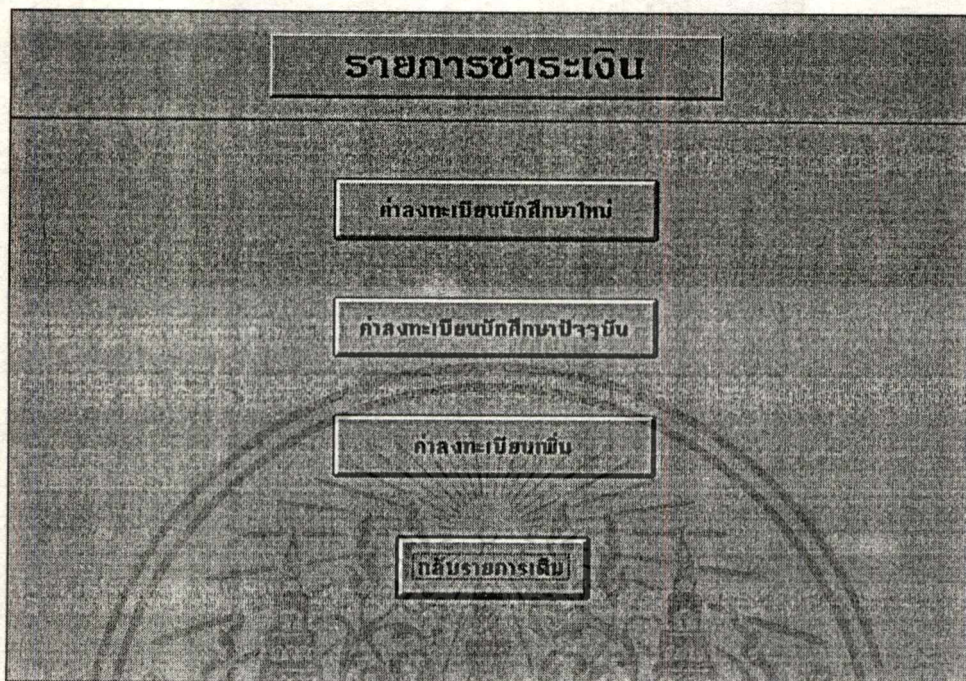 รายการชำระเงิน
ค่าลงทะเบียนนักศึกษาใหม่
ค่าลงทะเบียนนักศึกษาปัจจุบัน
ค่าลงทะเบียนเพิ่ม
กลับรายการเดิม